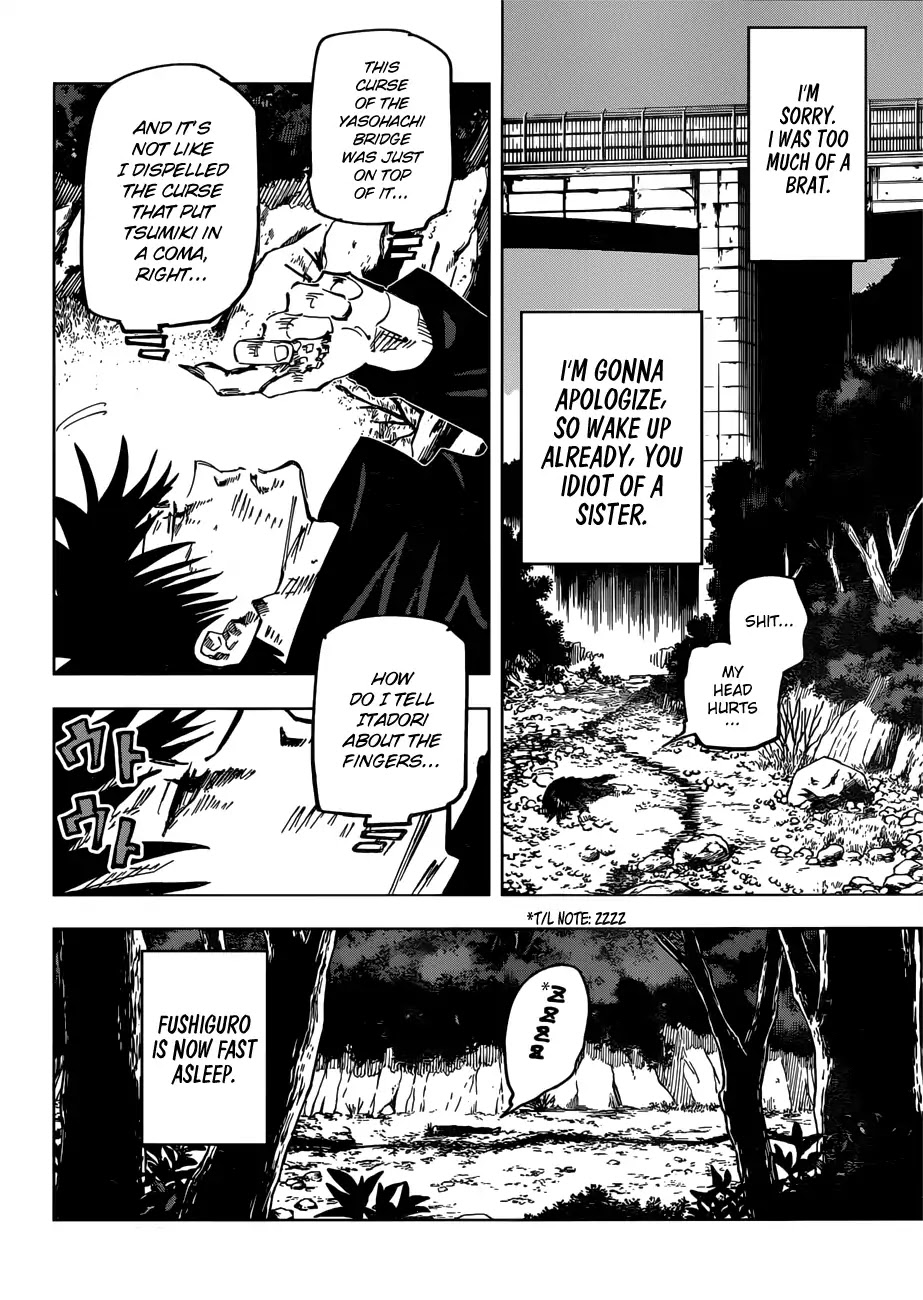 I'M
SORRY.
I WAS TOO
MUCH OF A
BRAT.
I'M GONNA
APOLOGIZE,
SO WAKE UP
ALREADY, YOU
IDIOT OF A
SISTER.
SHIT...
MY
HEAD
HURTS
...
THIS
CURSE
OF THE
YASOHACHI
BRIDGE
WAS JUST
ON TOP
OF IT...
AND IT'S
NOT LIKE
I DISPELLED
THE CURSE
THAT PUT
TSUMIKI IN
A COMA,
RIGHT...
HOW
DO I TELL
ITADORI
ABOUT THE
FINGERS...
ウト
ウト
*T/L NOTE: ZZZZ
FUSHIGURO
IS NOW FAST
ASLEEP.